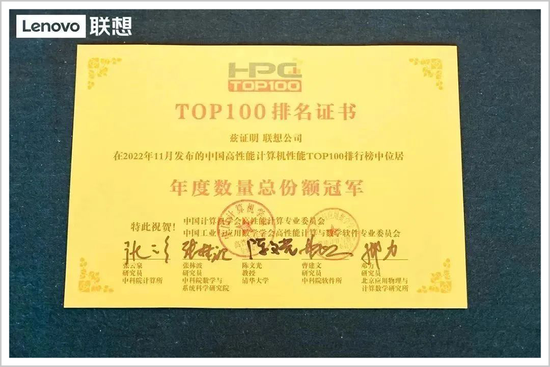 Lenovo 联想
HPC
TOP100
TOP100排名证书
兹证明 联想公司
在2022年11月发布的中国高性能计算机性能TOP100排行榜中位居
年度数量总份额冠军
特此祝贺!
中国计算机学会高性能计算专业委员会
中国工业与应用数学学会高性能计算与数学软件专业委员会
张云泉 张林波 陈文光 曹建文
研究员 研究员 教授 研究员 研究员
中科院计算所 中科院数学与 清华大学 中科院软件所 北京应用物理与
系统科学研究院 计算数学研究所